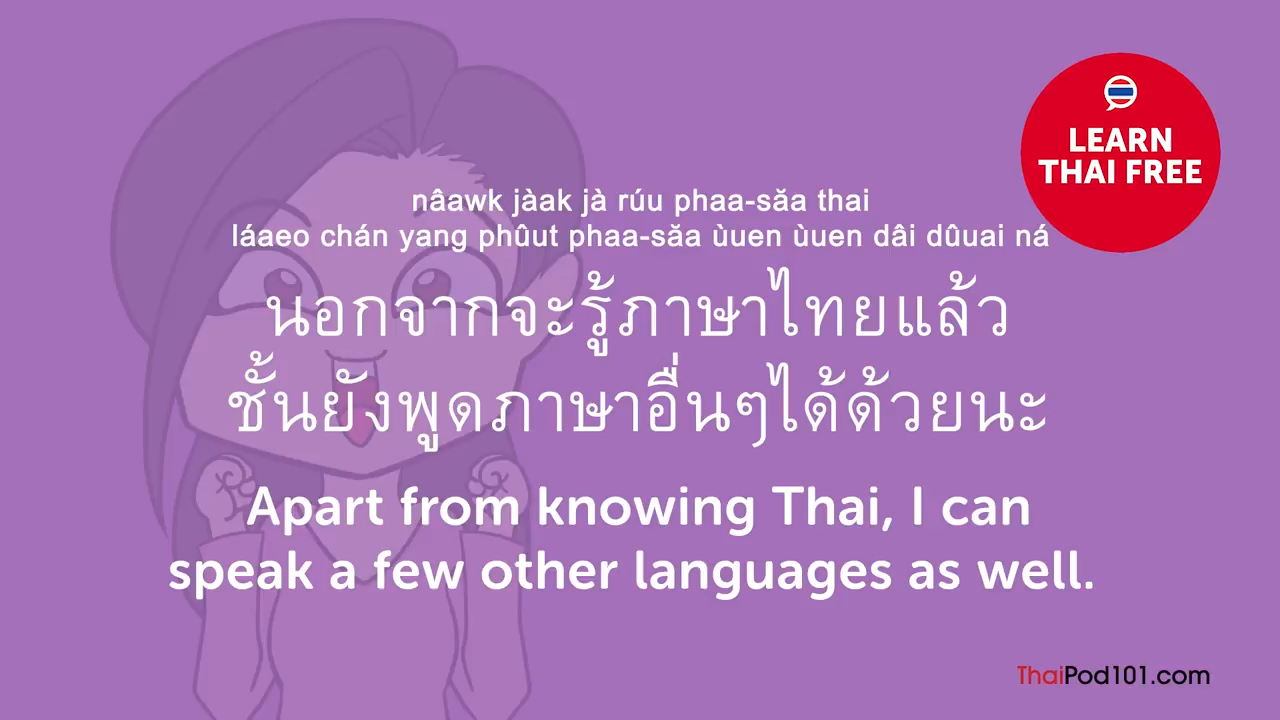 LEARN
THAI FREE
nâawk jàak jà rúu phaa-săa thai
láaeo chán yang phûut phaa-săa ùuen ùuen dâi dûuai ná
นอกจากจะรู้ภาษาไทยแล้ว
ชั้นยังพูดภาษาอื่นๆได้ด้วยนะ
Apart from knowing Thai, I can
speak a few other languages as well.
ThaiPod101.com